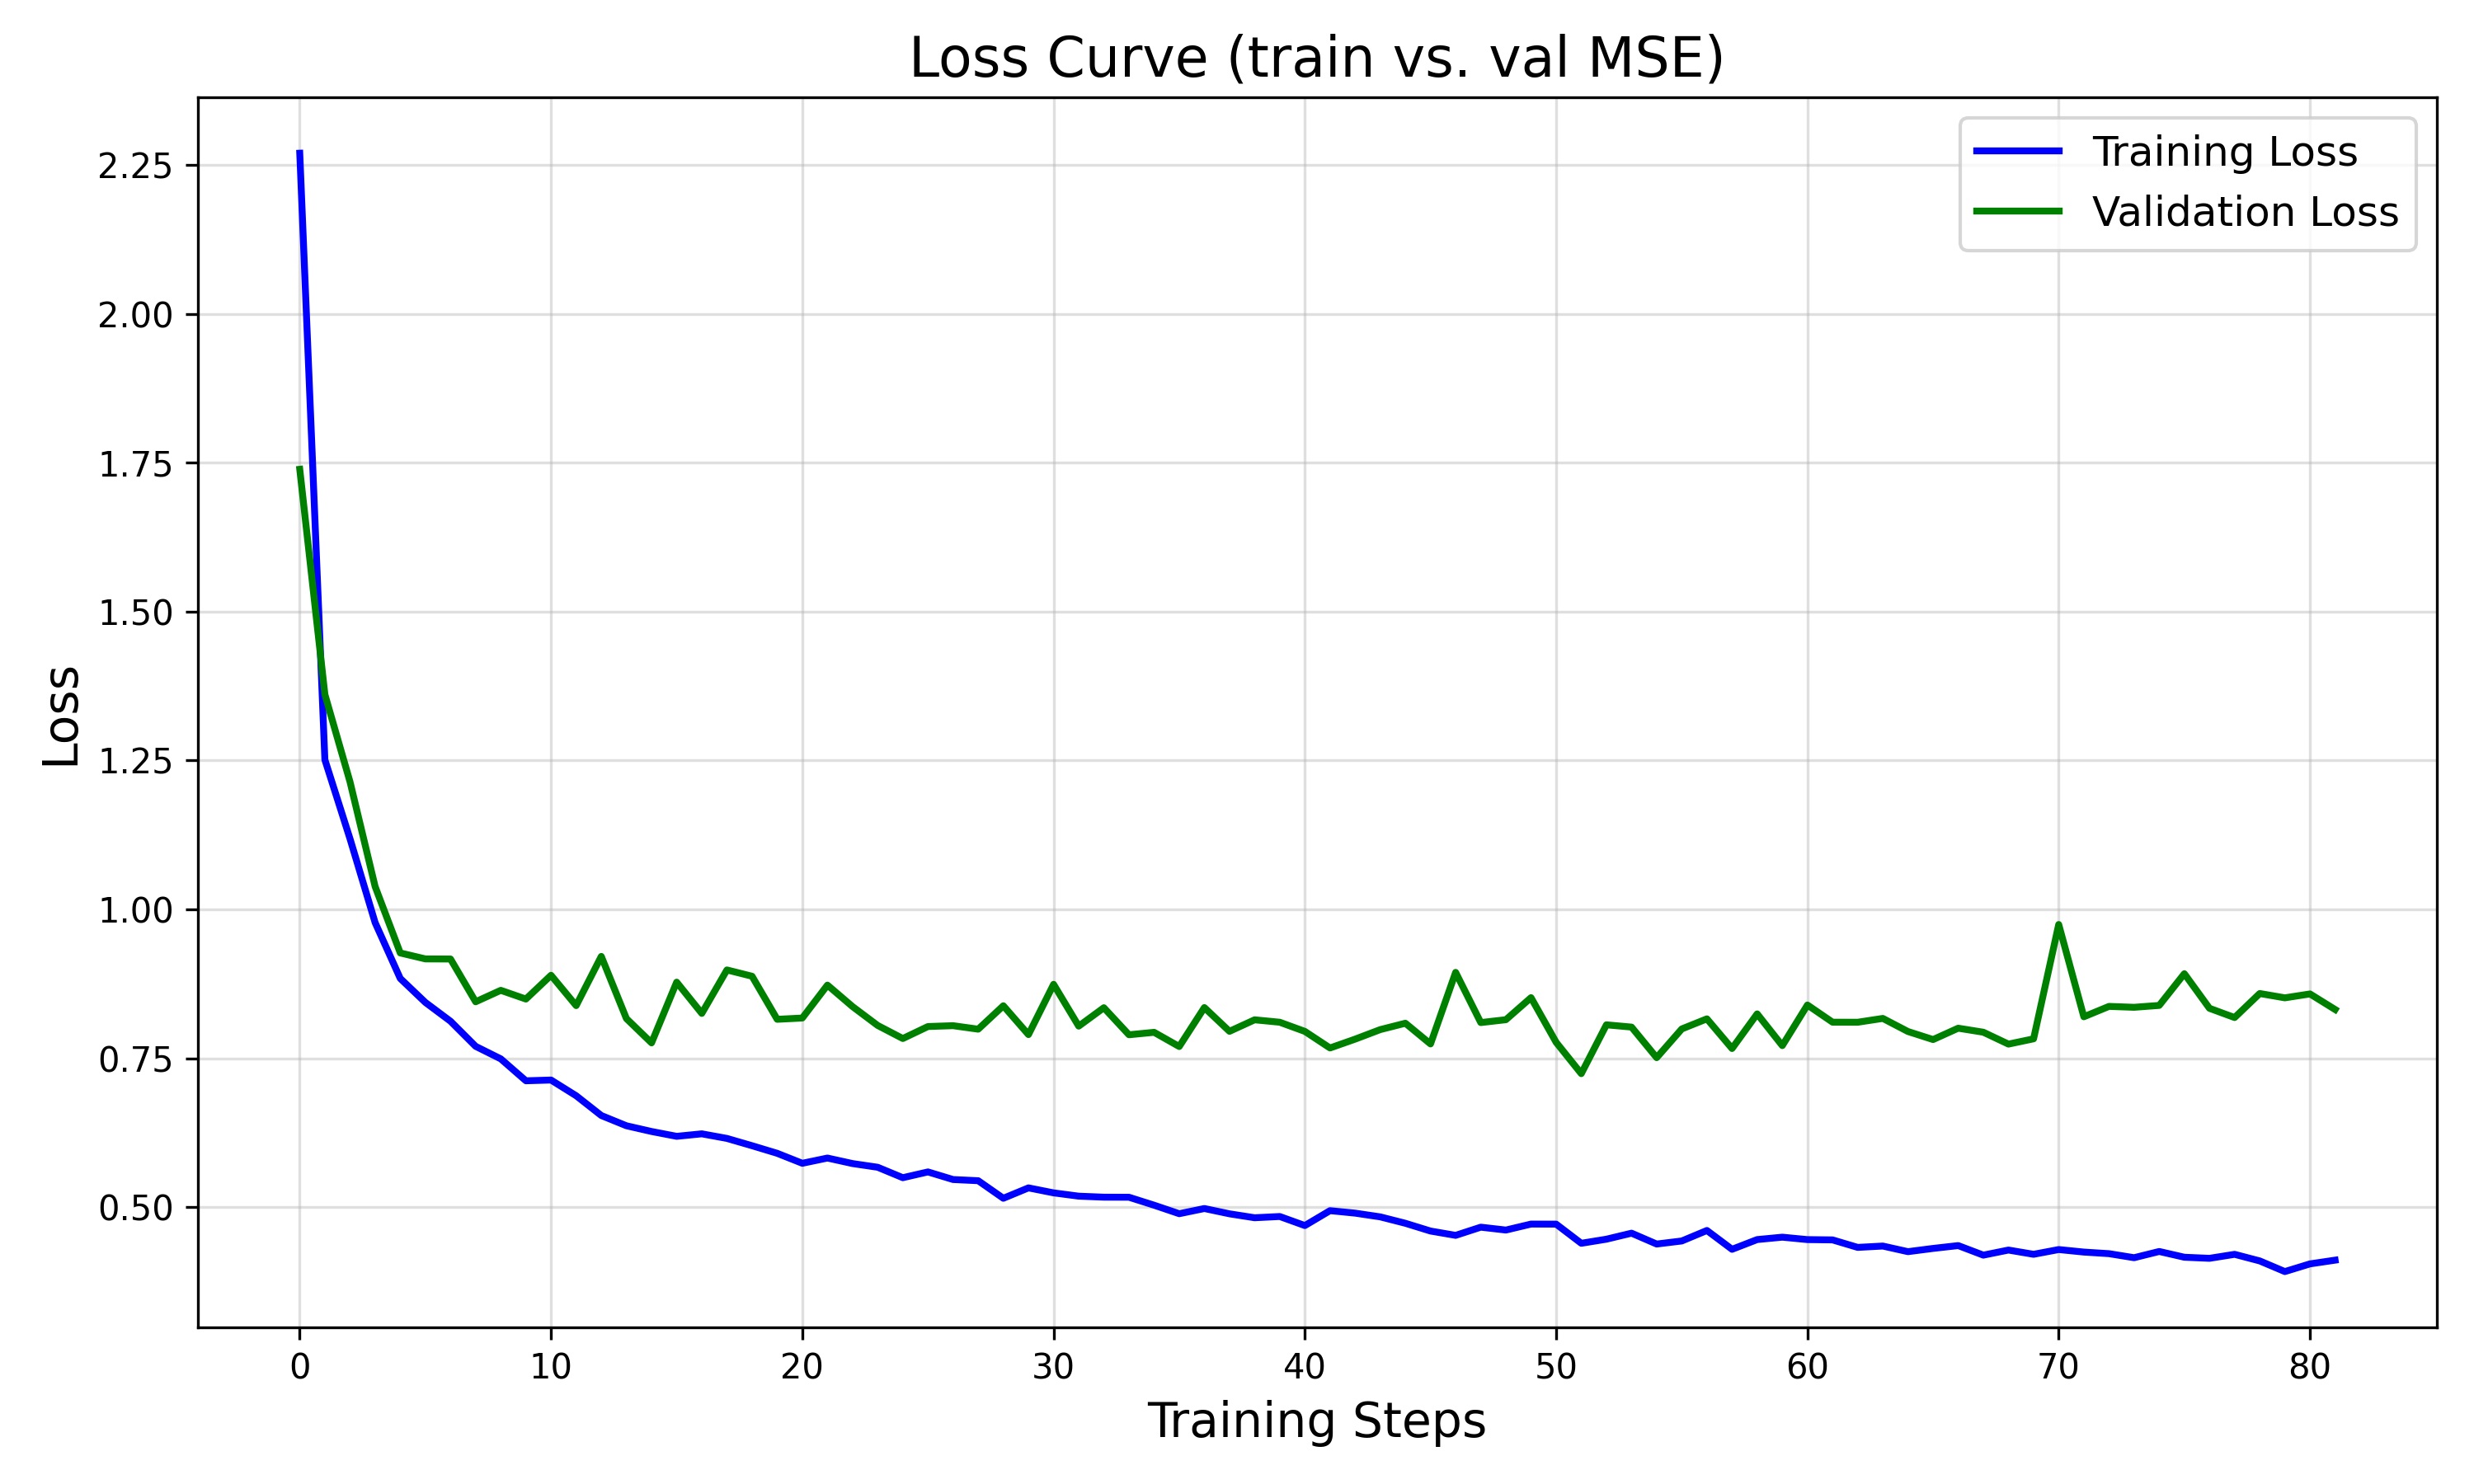 Loss Curve (train vs. val MSE)
Training Loss
Validation Loss
2.25
2.00
1.75
1.50
1.25
1.00
0.75
0.50
Loss
0 10 20 30 40 50 60 70 80
Training Steps